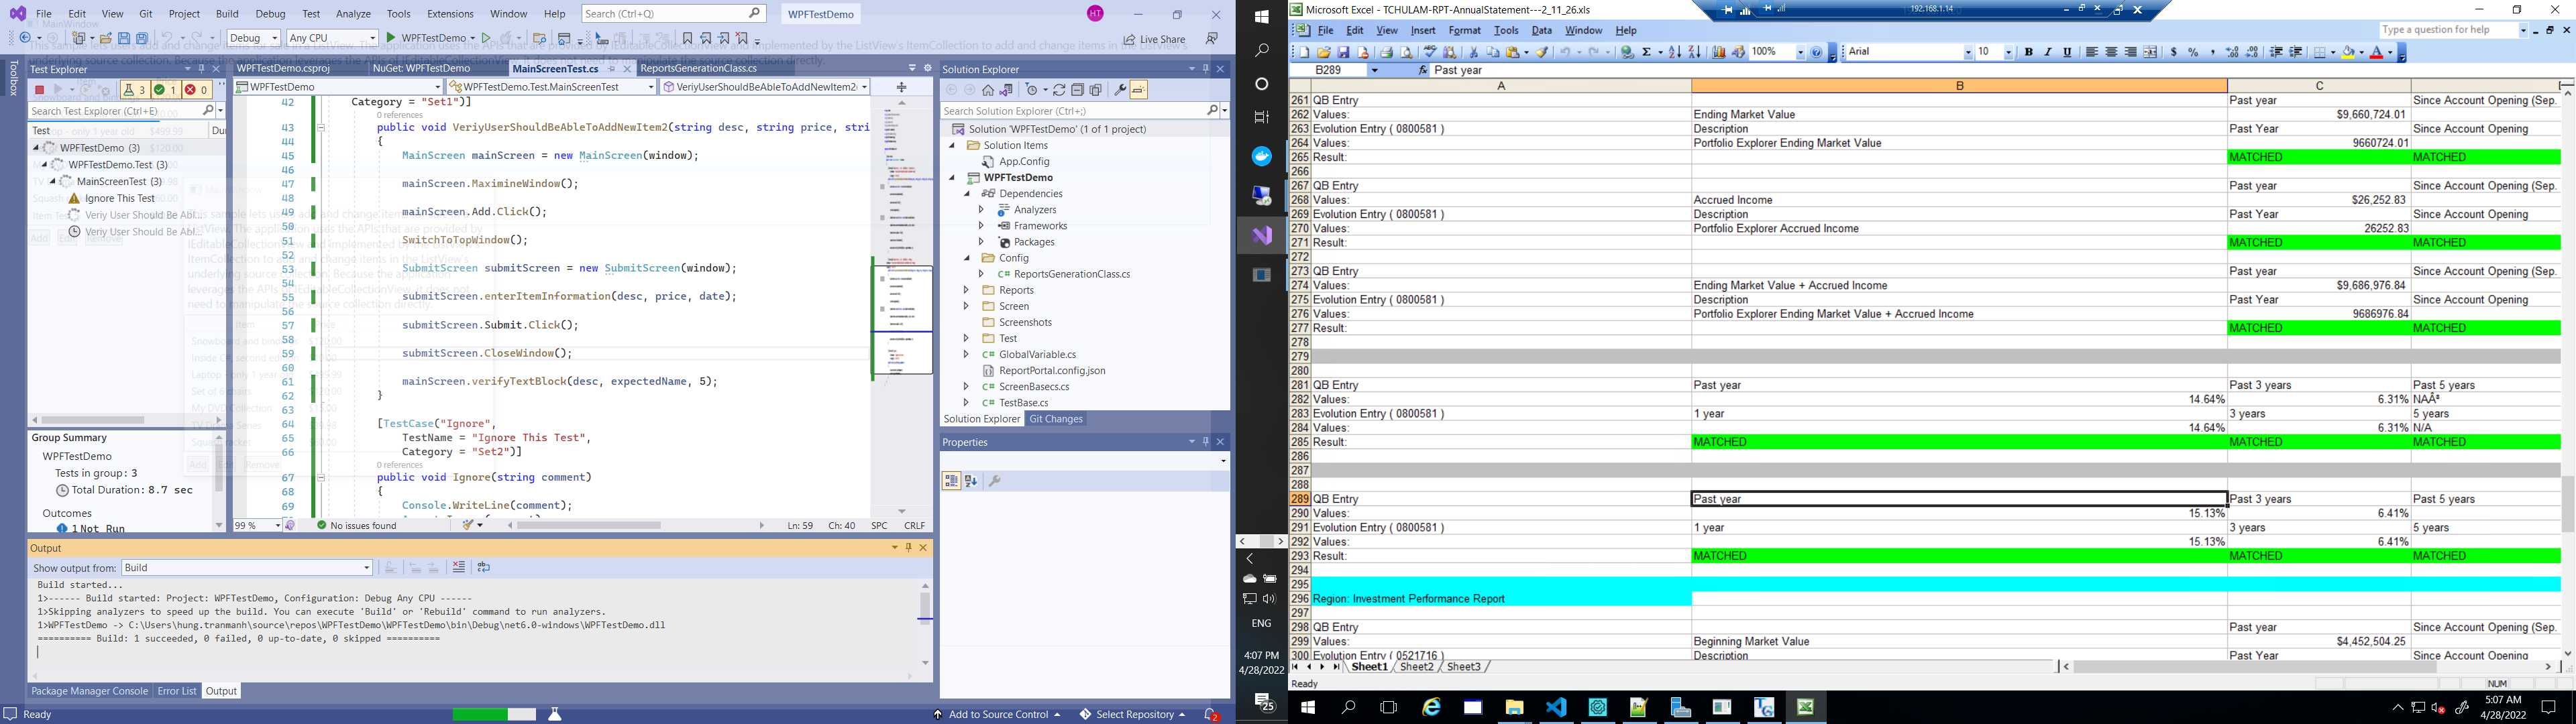 File Edit View Git Project Build Debug Test Analyze Tools Extensions Window Help Search (Ctrl+Q) WPFTestDemo HT
Debug Any CPU WPFTestDemo Live Share
Test Explorer
3 1 0
Search Test Explorer (Ctrl+E)
Test Dur
WPFTestDemo (3)
WPFTestDemo.Test (3)
MainScreenTest (3)
Ignore This Test
Veriy User Should Be Abl...
Veriy User Should Be Abl...
Group Summary
WPFTestDemo
Tests in group: 3
Total Duration: 8.7 sec
Outcomes
1 Not Run
Toolbox
WPFTestDemo.csproj NuGet: WPFTestDemo MainScreenTest.cs ReportsGenerationClass.cs
WPFTestDemo WPFTestDemo.Test.MainScreenTest VeriyUserShouldBeAbleToAddNewItem2(
42 Category = "Set1")]
0 references
43 public void VeriyUserShouldBeAbleToAddNewItem2(string desc, string price, stri
44 {
45 MainScreen mainScreen = new MainScreen(window);
46
47 mainScreen.MaximineWindow();
48
49 mainScreen.Add.Click();
50
51 SwitchToTopWindow();
52
53 SubmitScreen submitScreen = new SubmitScreen(window);
54
55 submitScreen.enterItemInformation(desc, price, date);
56
57 submitScreen.Submit.Click();
58
59 submitScreen.CloseWindow();
60
61 mainScreen.verifyTextBlock(desc, expectedName, 5);
62 }
63
64 [TestCase("Ignore",
65 TestName = "Ignore This Test",
66 Category = "Set2")]
0 references
67 public void Ignore(string comment)
68 {
69 Console.WriteLine(comment);
99 % No issues found Ln: 59 Ch: 40 SPC CRLF
Output
Show output from: Build
Build started...
1>------ Build started: Project: WPFTestDemo, Configuration: Debug Any CPU ------
1>Skipping analyzers to speed up the build. You can execute 'Build' or 'Rebuild' command to run analyzers.
1>WPFTestDemo -> C:\Users\hung.tranmanh\source\repos\WPFTestDemo\WPFTestDemo\bin\Debug\net6.0-windows\WPFTestDemo.dll
========== Build: 1 succeeded, 0 failed, 0 up-to-date, 0 skipped ==========
Package Manager Console Error List Output
Ready Add to Source Control Select Repository 2
Solution Explorer
Search Solution Explorer (Ctrl+;)
Solution 'WPFTestDemo' (1 of 1 project)
Solution Items
App.Config
WPFTestDemo
Dependencies
Analyzers
Frameworks
Packages
Config
C# ReportsGenerationClass.cs
Reports
Screen
Screenshots
Test
C# GlobalVariable.cs
ReportPortal.config.json
C# ScreenBasecs.cs
C# TestBase.cs
Solution Explorer Git Changes
Properties
ENG
4:07 PM
4/28/2022
25
Microsoft Excel - TCHULAM-RPT-AnnualStatement---2_11_26.xls 192.168.1.14
File Edit View Insert Format Tools Data Window Help Type a question for help
100% Arial 10 B I U
B289 fx Past year
A B C
261 QB Entry Past year Since Account Opening (Sep.
262 Values: Ending Market Value $9,660,724.01
263 Evolution Entry ( 0800581 ) Description Past Year Since Account Opening
264 Values: Portfolio Explorer Ending Market Value 9660724.01
265 Result: MATCHED MATCHED
266
267 QB Entry Past year Since Account Opening (Sep.
268 Values: Accrued Income $26,252.83
269 Evolution Entry ( 0800581 ) Description Past Year Since Account Opening
270 Values: Portfolio Explorer Accrued Income 26252.83
271 Result: MATCHED MATCHED
272
273 QB Entry Past year Since Account Opening (Sep.
274 Values: Ending Market Value + Accrued Income $9,686,976.84
275 Evolution Entry ( 0800581 ) Description Past Year Since Account Opening
276 Values: Portfolio Explorer Ending Market Value + Accrued Income 9686976.84
277 Result: MATCHED MATCHED
278
279
280
281 QB Entry Past year Past 3 years Past 5 years
282 Values: 14.64% 6.31% NAÂª
283 Evolution Entry ( 0800581 ) 1 year 3 years 5 years
284 Values: 14.64% 6.31% N/A
285 Result: MATCHED MATCHED MATCHED
286
287
288
289 QB Entry Past year Past 3 years Past 5 years
290 Values: 15.13% 6.41%
291 Evolution Entry ( 0800581 ) 1 year 3 years 5 years
292 Values: 15.13% 6.41%
293 Result: MATCHED MATCHED MATCHED
294
295
296 Region: Investment Performance Report
297
298 QB Entry Past year Since Account Opening (Sep.
299 Values: Beginning Market Value $4,452,504.25
300 Evolution Entry ( 0521716 ) Description Past Year Since Account Opening
Sheet1 Sheet2 Sheet3
Ready NUM
5:07 AM
4/28/2022